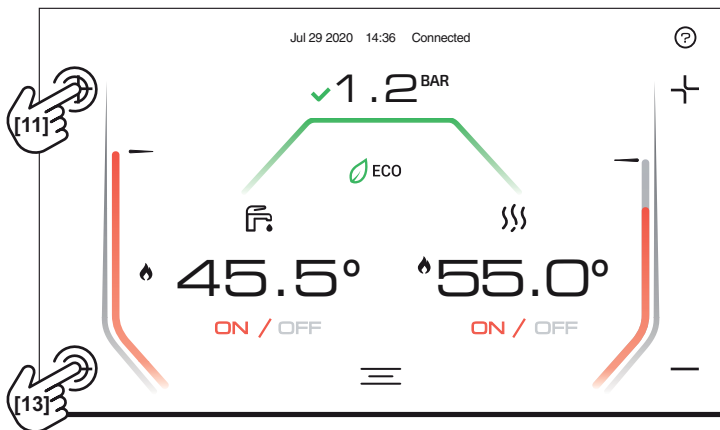 Jul 29 2020 14:36 Connected
?
1.2 BAR
[11]
ECO
45.5° 55.0°
ON / OFF ON / OFF
[13]